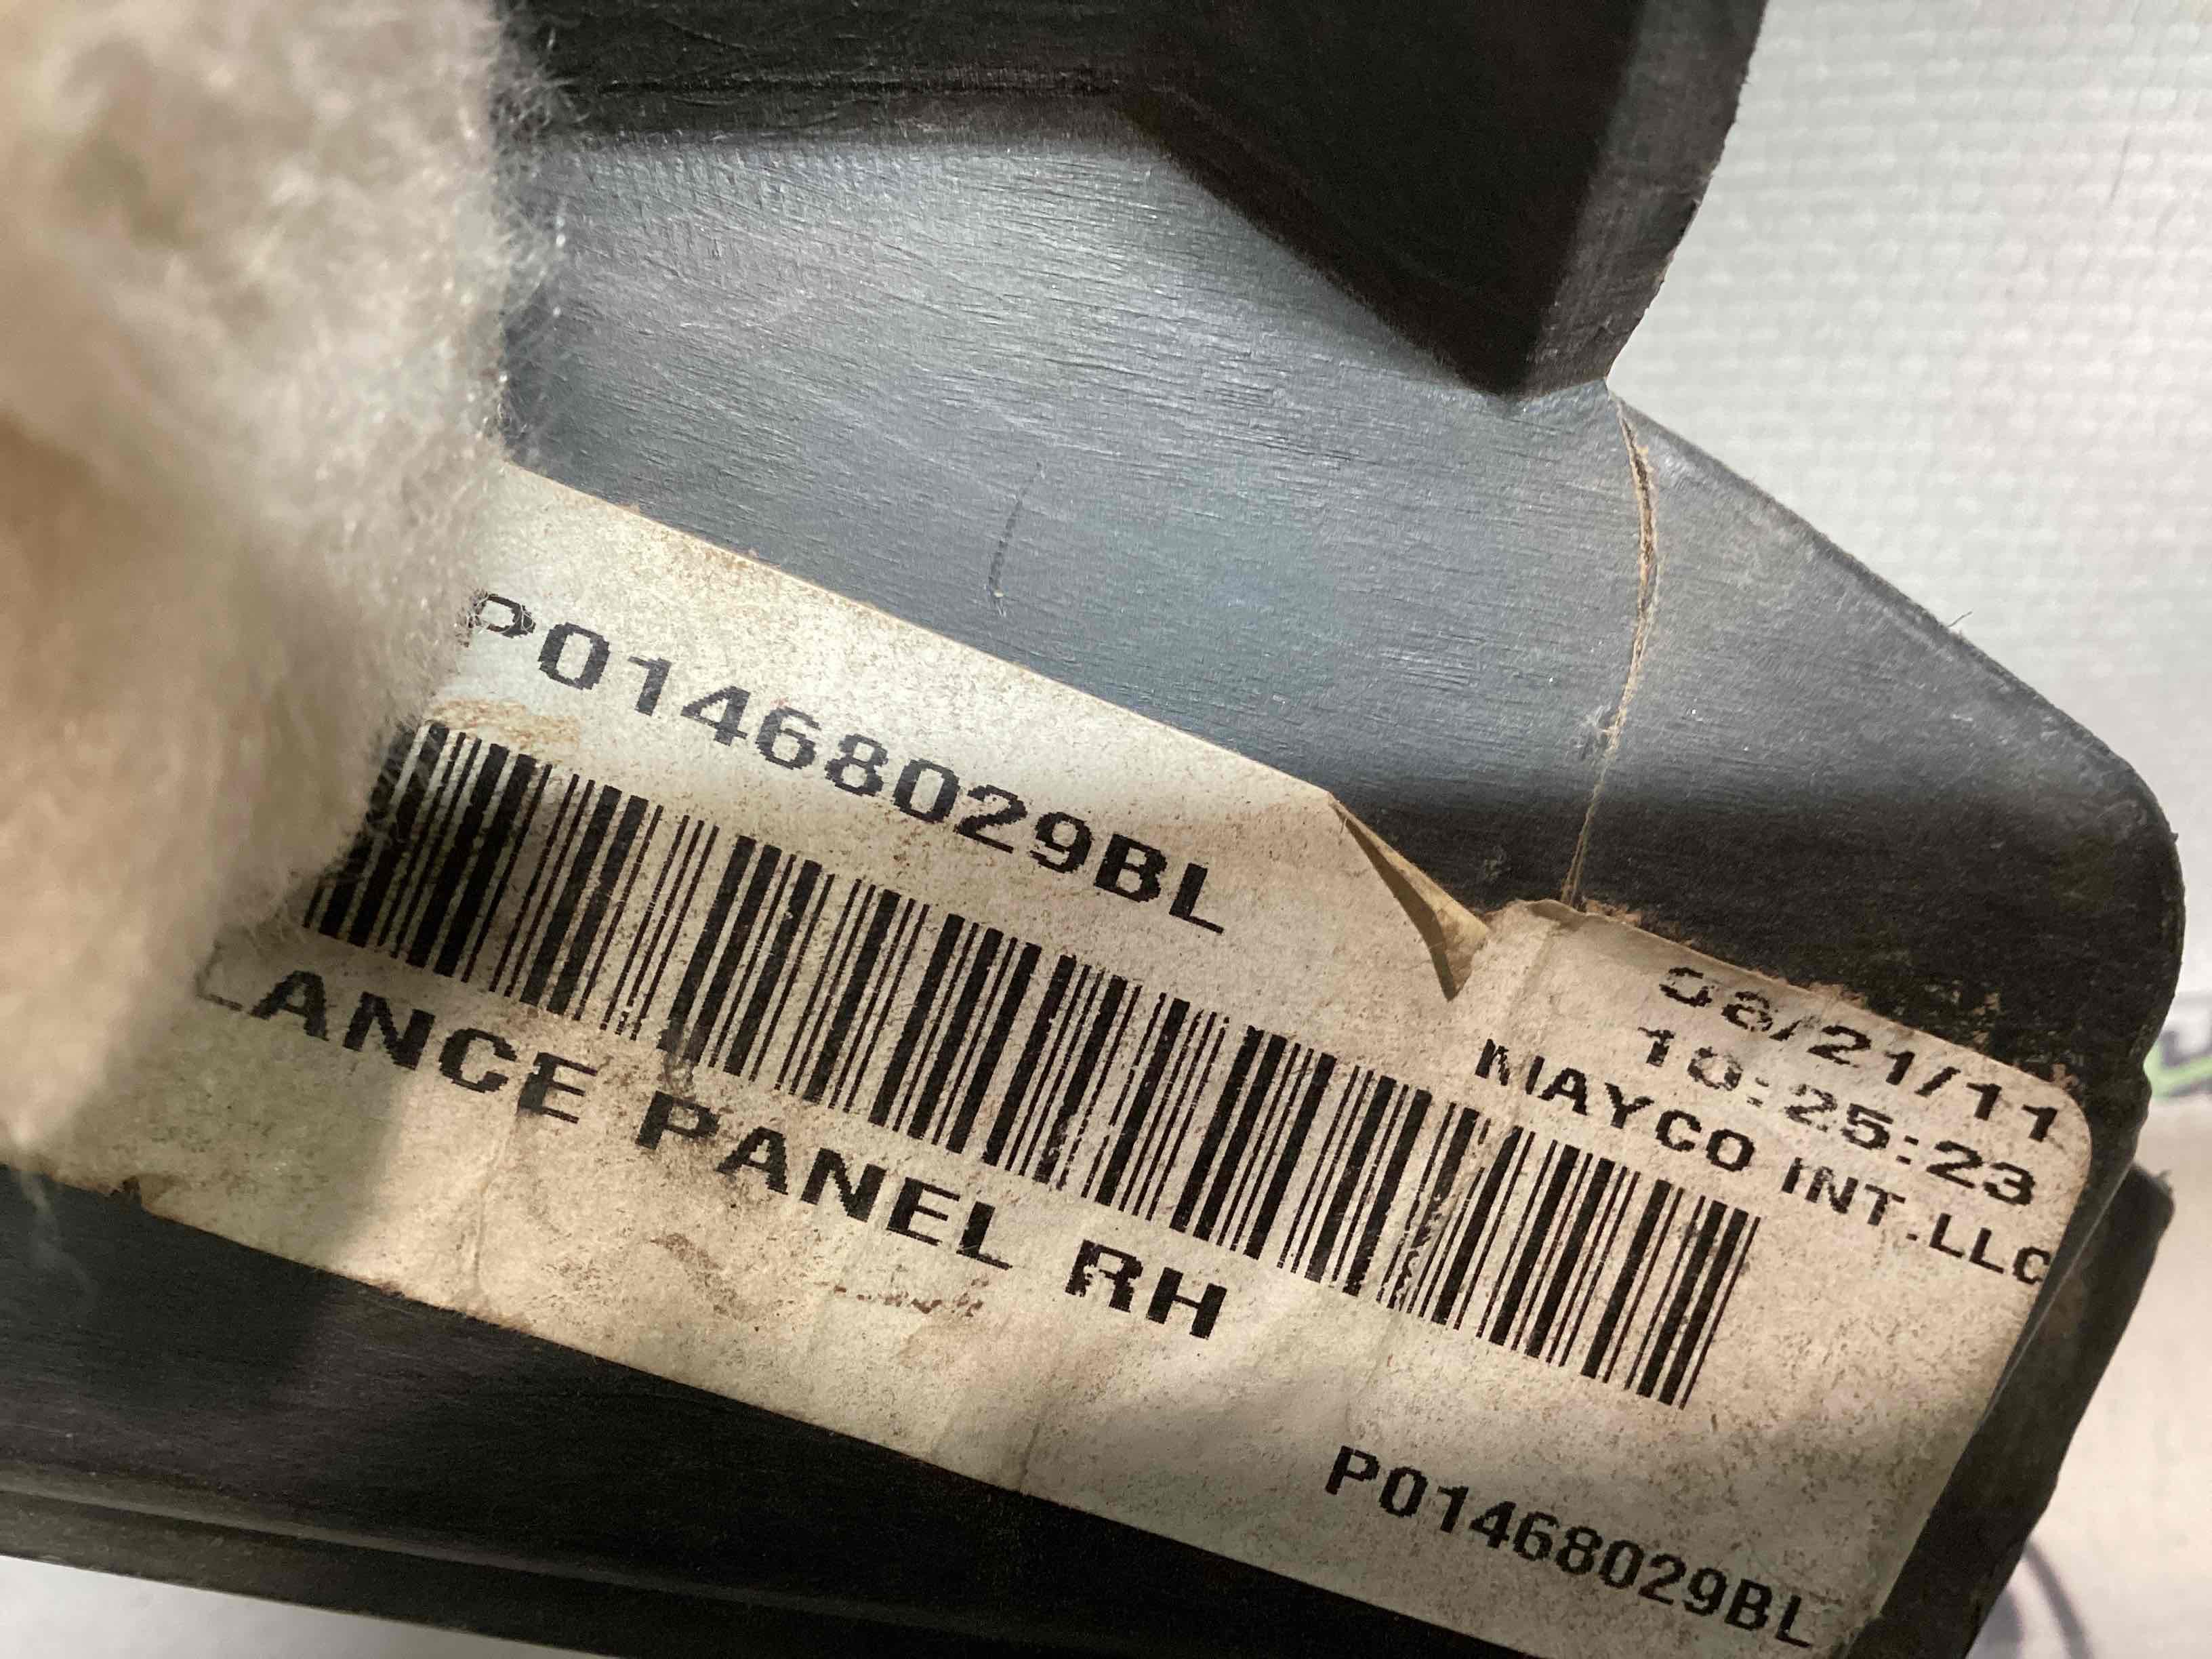 P01468029BL
08/21/11
10:25:23
MAYCO INT.LLC
LANCE PANEL RH
P01468029BL